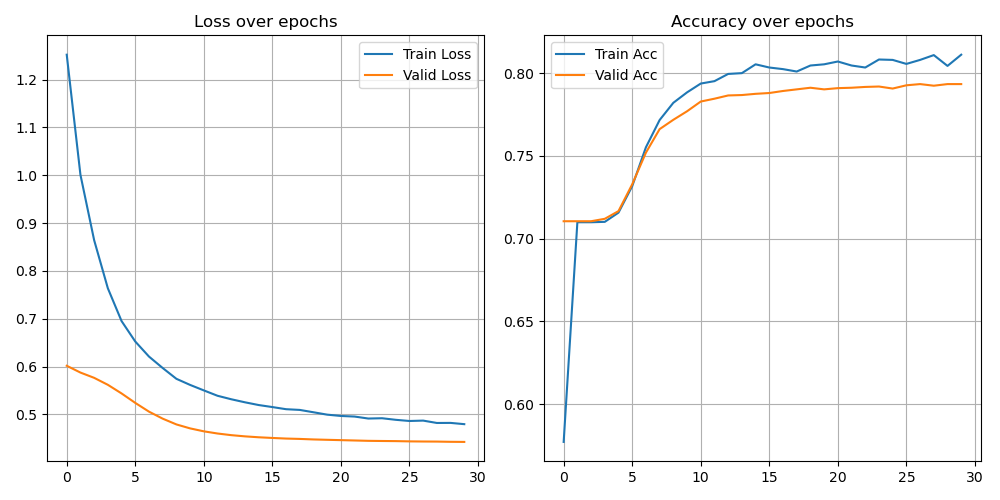 Loss over epochs
Train Loss
Valid Loss
1.2
1.1
1.0
0.9
0.8
0.7
0.6
0.5
0 5 10 15 20 25 30
Accuracy over epochs
Train Acc
Valid Acc
0.80
0.75
0.70
0.65
0.60
0 5 10 15 20 25 30